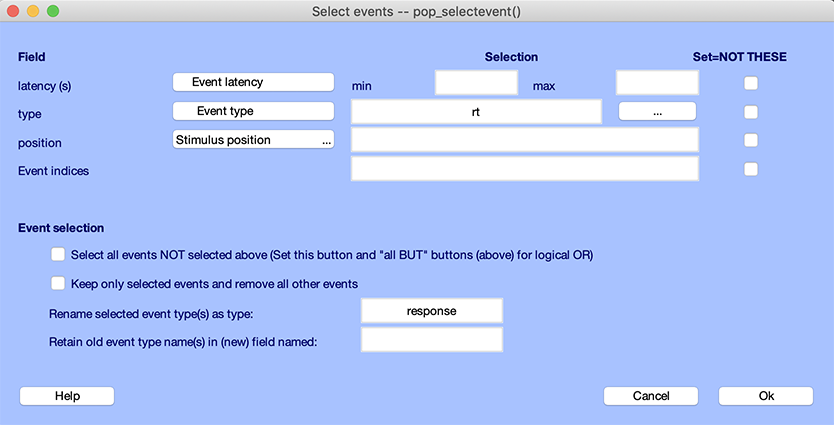 Select events -- pop_selectevent()
Field Selection Set=NOT THESE
latency (s) Event latency min max
type Event type rt ...
position Stimulus position ...
Event indices
Event selection
Select all events NOT selected above (Set this button and "all BUT" buttons (above) for logical OR)
Keep only selected events and remove all other events
Rename selected event type(s) as type: response
Retain old event type name(s) in (new) field named:
Help Cancel Ok